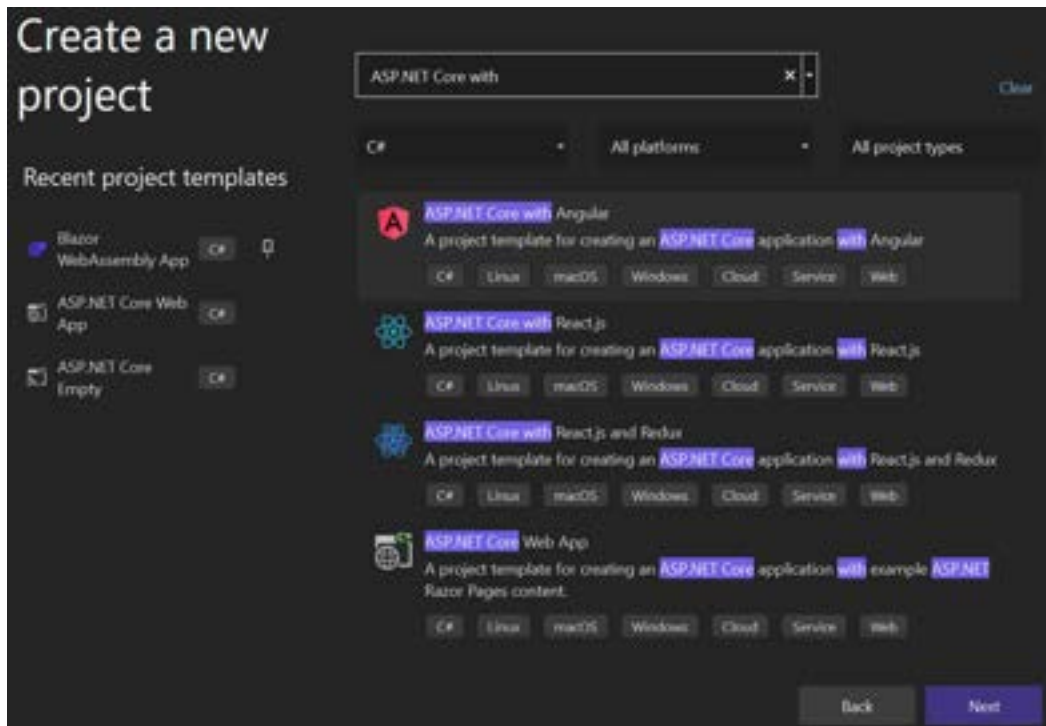 Create a new
project
ASP.NET Core with
Clear
C#
All platforms
All project types
Recent project templates
Blazor
WebAssembly App
C#
ASP.NET Core Web
App
C#
ASP.NET Core
Empty
C#
ASP.NET Core with Angular
A project template for creating an ASP.NET Core application with Angular
C# Linux macOS Windows Cloud Service Web
ASP.NET Core with React.js
A project template for creating an ASP.NET Core application with React.js
C# Linux macOS Windows Cloud Service Web
ASP.NET Core with React.js and Redux
A project template for creating an ASP.NET Core application with React.js and Redux
C# Linux macOS Windows Cloud Service Web
ASP.NET Core Web App
A project template for creating an ASP.NET Core application with example ASP.NET
Razor Pages content.
C# Linux macOS Windows Cloud Service Web
Back
Next